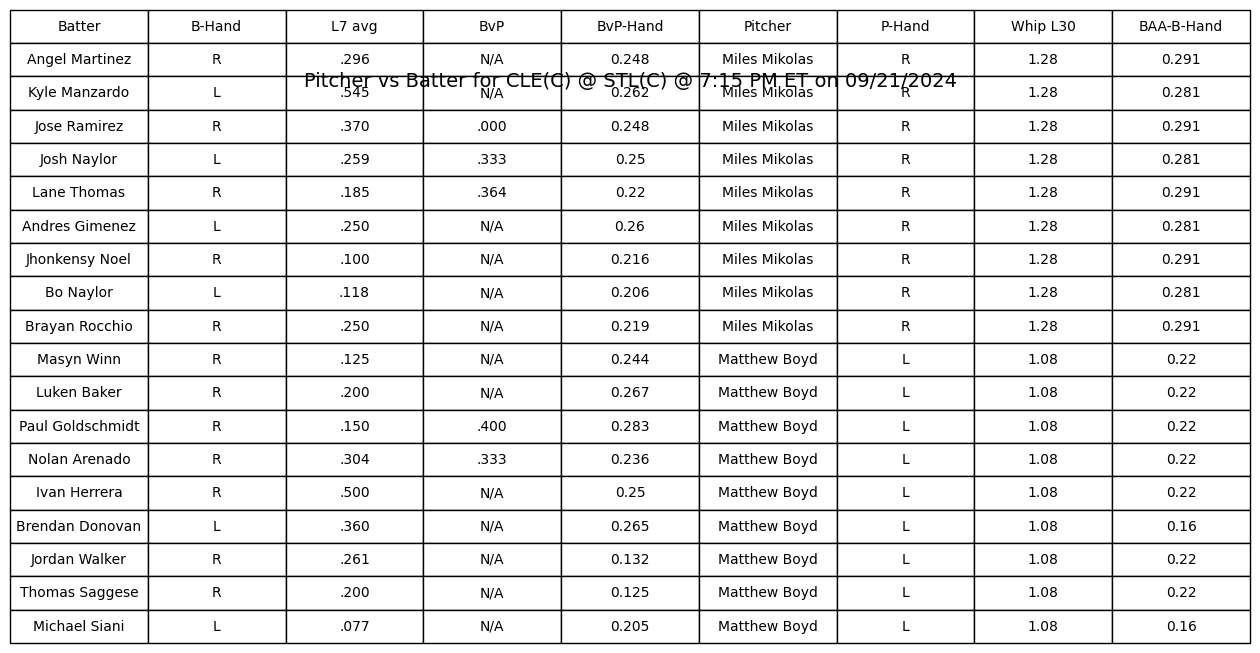 Batter B-Hand L7 avg BvP BvP-Hand Pitcher P-Hand Whip L30 BAA-B-Hand
Angel Martinez R .296 N/A 0.248 Miles Mikolas R 1.28 0.291
Pitcher vs Batter for CLE(C) @ STL(C) @ 7:15 PM ET on 09/21/2024
Kyle Manzardo L .545 N/A 0.262 Miles Mikolas R 1.28 0.281
Jose Ramirez R .370 .000 0.248 Miles Mikolas R 1.28 0.291
Josh Naylor L .259 .333 0.25 Miles Mikolas R 1.28 0.281
Lane Thomas R .185 .364 0.22 Miles Mikolas R 1.28 0.291
Andres Gimenez L .250 N/A 0.26 Miles Mikolas R 1.28 0.281
Jhonkensy Noel R .100 N/A 0.216 Miles Mikolas R 1.28 0.291
Bo Naylor L .118 N/A 0.206 Miles Mikolas R 1.28 0.281
Brayan Rocchio R .250 N/A 0.219 Miles Mikolas R 1.28 0.291
Masyn Winn R .125 N/A 0.244 Matthew Boyd L 1.08 0.22
Luken Baker R .200 N/A 0.267 Matthew Boyd L 1.08 0.22
Paul Goldschmidt R .150 .400 0.283 Matthew Boyd L 1.08 0.22
Nolan Arenado R .304 .333 0.236 Matthew Boyd L 1.08 0.22
Ivan Herrera R .500 N/A 0.25 Matthew Boyd L 1.08 0.22
Brendan Donovan L .360 N/A 0.265 Matthew Boyd L 1.08 0.16
Jordan Walker R .261 N/A 0.132 Matthew Boyd L 1.08 0.22
Thomas Saggese R .200 N/A 0.125 Matthew Boyd L 1.08 0.22
Michael Siani L .077 N/A 0.205 Matthew Boyd L 1.08 0.16